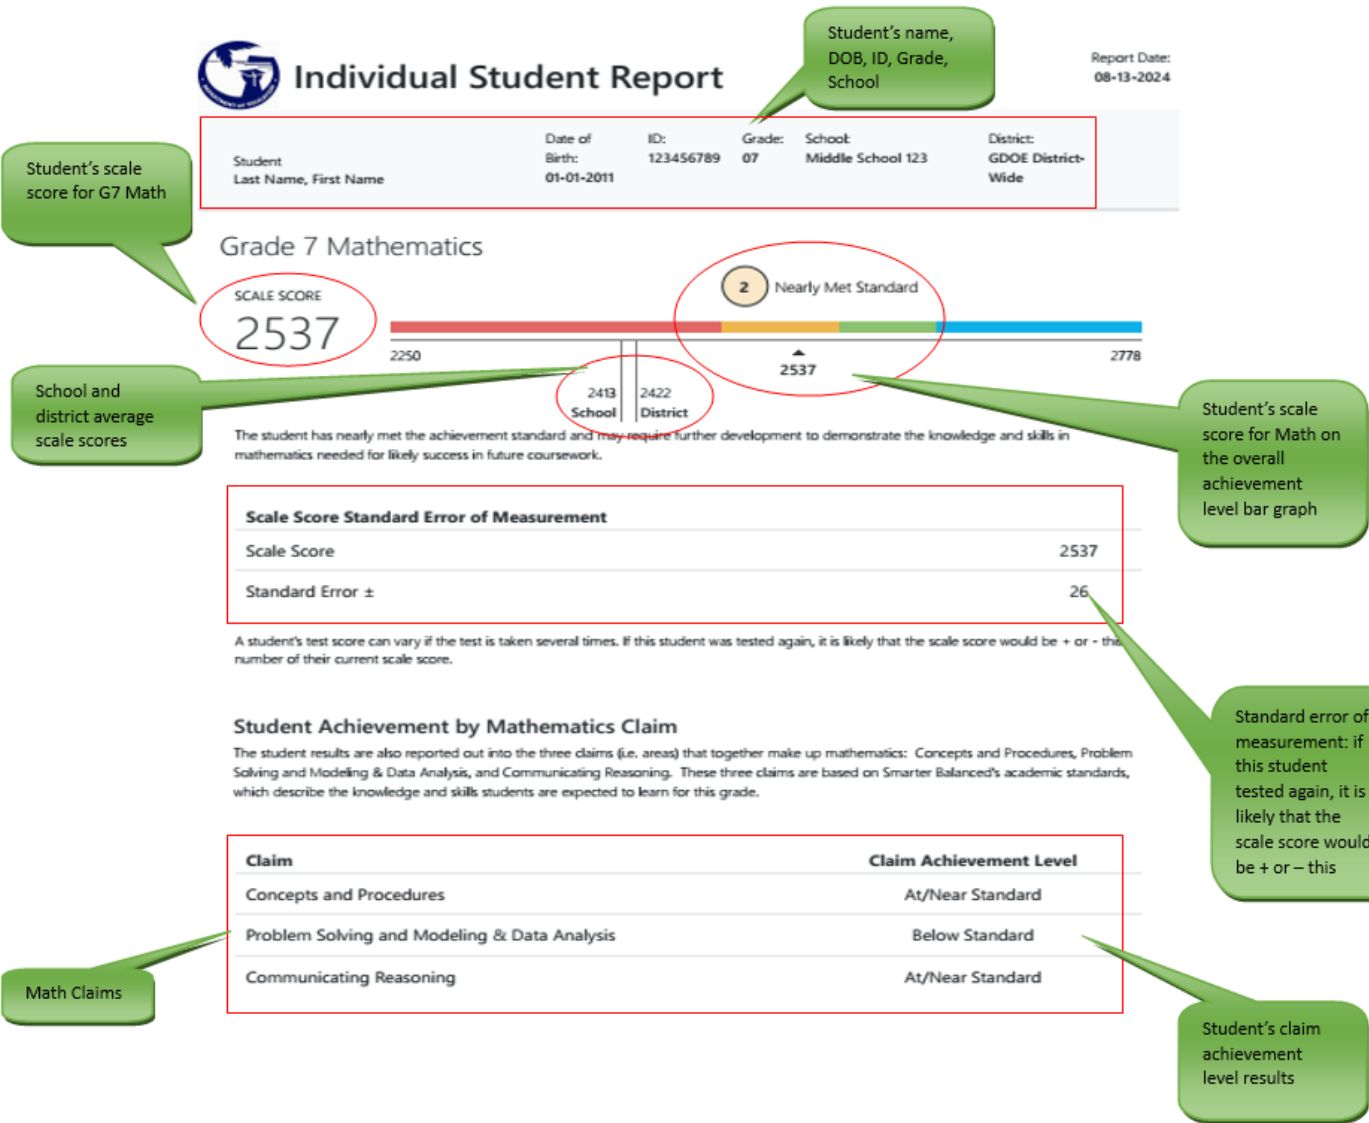 Student's name,
DOB, ID, Grade,
School
Individual Student Report
Report Date:
08-13-2024
DEPARTMENT OF EDUCATION
Student
Last Name, First Name
Date of
Birth:
01-01-2011
ID:
123456789
Grade:
07
School:
Middle School 123
District:
GDOE District-
Wide
Student's scale
score for G7 Math
Grade 7 Mathematics
SCALE SCORE
2537
2 Nearly Met Standard
2250
2537
2778
2413 2422
School District
School and
district average
scale scores
Student's scale
score for Math on
the overall
achievement
level bar graph
The student has nearly met the achievement standard and may require further development to demonstrate the knowledge and skills in
mathematics needed for likely success in future coursework.
Scale Score Standard Error of Measurement
Scale Score 2537
Standard Error ± 26
A student's test score can vary if the test is taken several times. If this student was tested again, it is likely that the scale score would be + or - this
number of their current scale score.
Standard error of
measurement: if
this student
tested again, it is
likely that the
scale score would
be + or – this
Student Achievement by Mathematics Claim
The student results are also reported out into the three claims (i.e. areas) that together make up mathematics: Concepts and Procedures, Problem
Solving and Modeling & Data Analysis, and Communicating Reasoning. These three claims are based on Smarter Balanced's academic standards,
which describe the knowledge and skills students are expected to learn for this grade.
Claim Claim Achievement Level
Concepts and Procedures At/Near Standard
Problem Solving and Modeling & Data Analysis Below Standard
Communicating Reasoning At/Near Standard
Math Claims
Student's claim
achievement
level results